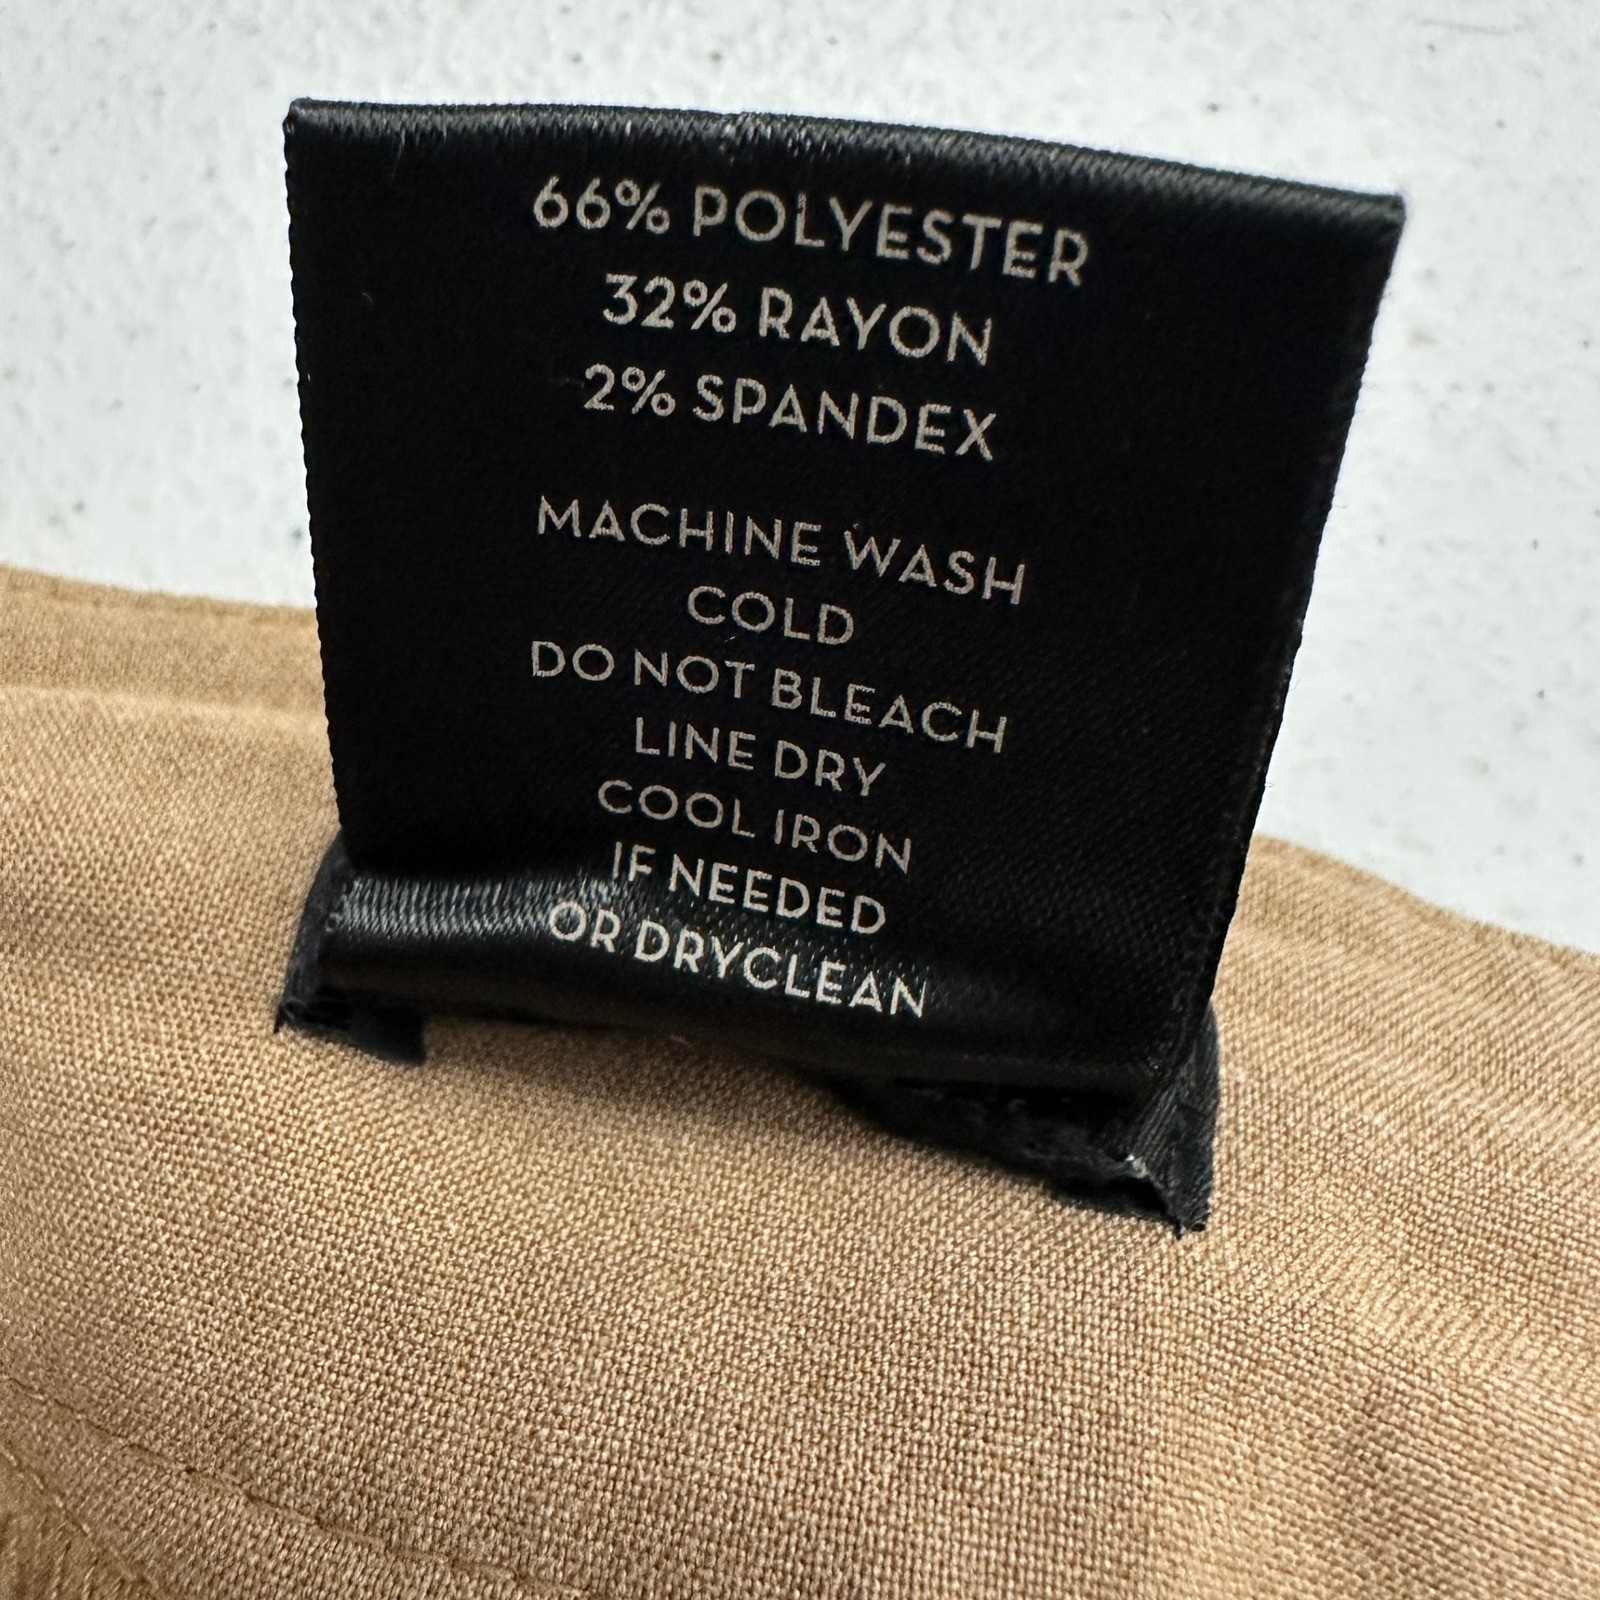 66% POLYESTER
32% RAYON
2% SPANDEX
MACHINE WASH
COLD
DO NOT BLEACH
LINE DRY
COOL IRON
IF NEEDED
OR DRYCLEAN